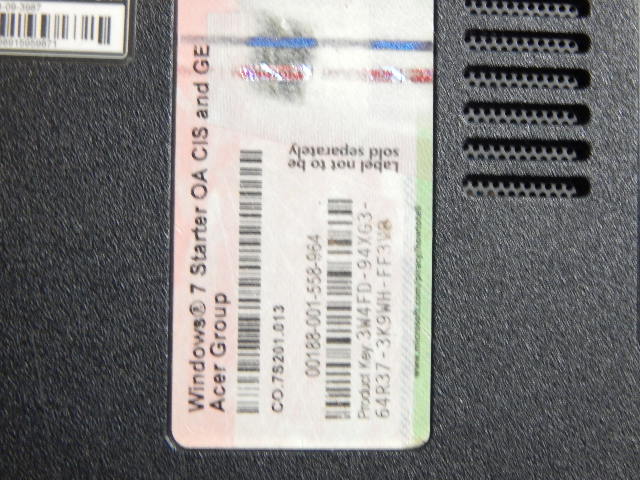 Windows® 7 Starter OA CIS and GE
Acer Group
CO.7S201.013
Label not to be
sold separately
00188-001-558-964
Product Key 3W4FD-94XG3-
64R37-3K9WH-